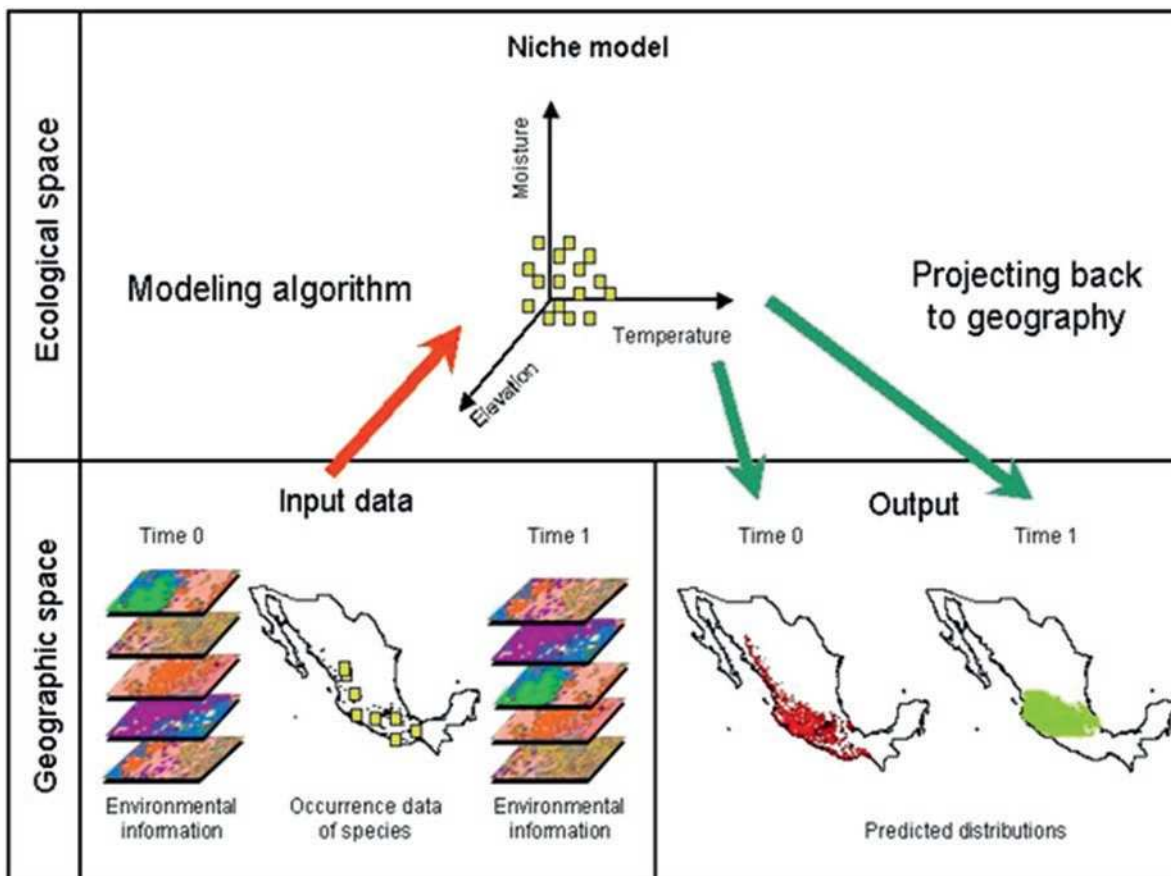 Ecological space
Niche model
Moisture
Temperature
Elevation
Modeling algorithm
Projecting back
to geography
Geographic space
Input data
Time 0
Time 1
Environmental
information
Occurrence data
of species
Environmental
information
Output
Time 0
Time 1
Predicted distributions